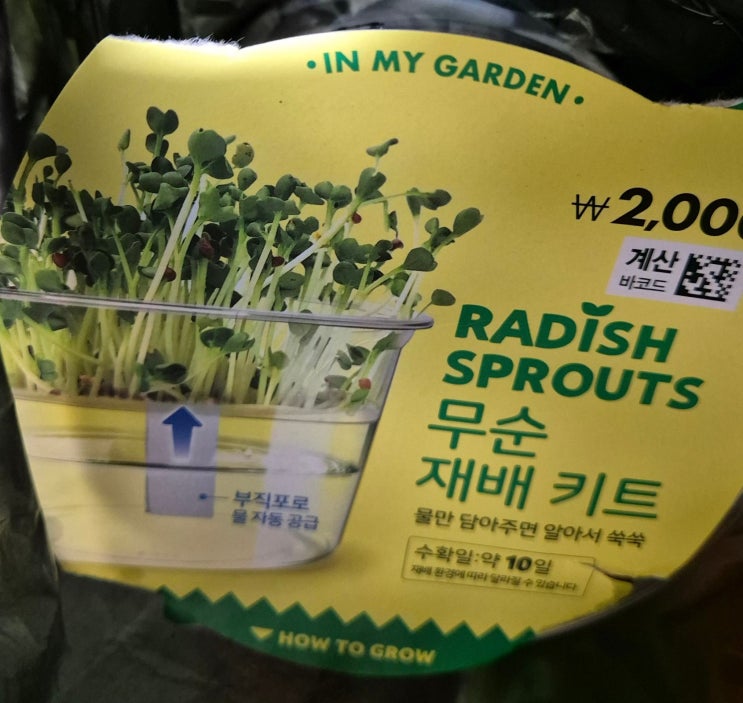 • IN MY GARDEN •
₩2,000
계산
바코드
RADISH
SPROUTS
무순
재배 키트
물만 담아주면 알아서 쑥쑥
수확일:약 10일
재배 환경에 따라 달라질 수 있습니다
부직포로
물 자동 공급
HOW TO GROW